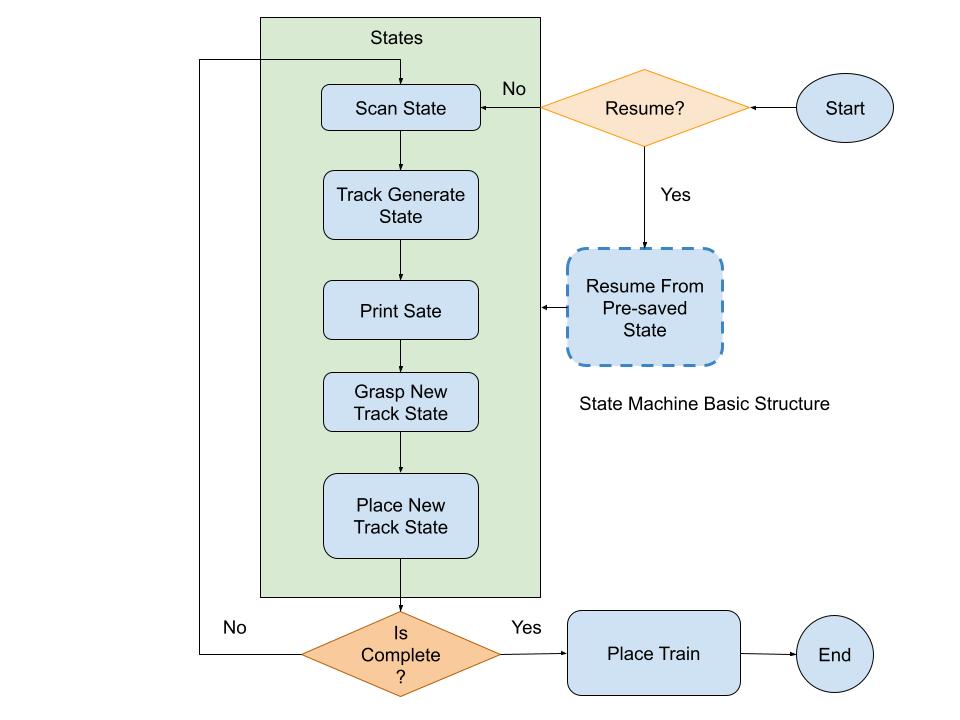 States
Scan State
No
Resume?
Start
Track Generate
State
Yes
Print Sate
Resume From
Pre-saved
State
Grasp New
Track State
State Machine Basic Structure
Place New
Track State
No
Is
Complete
?
Yes
Place Train
End